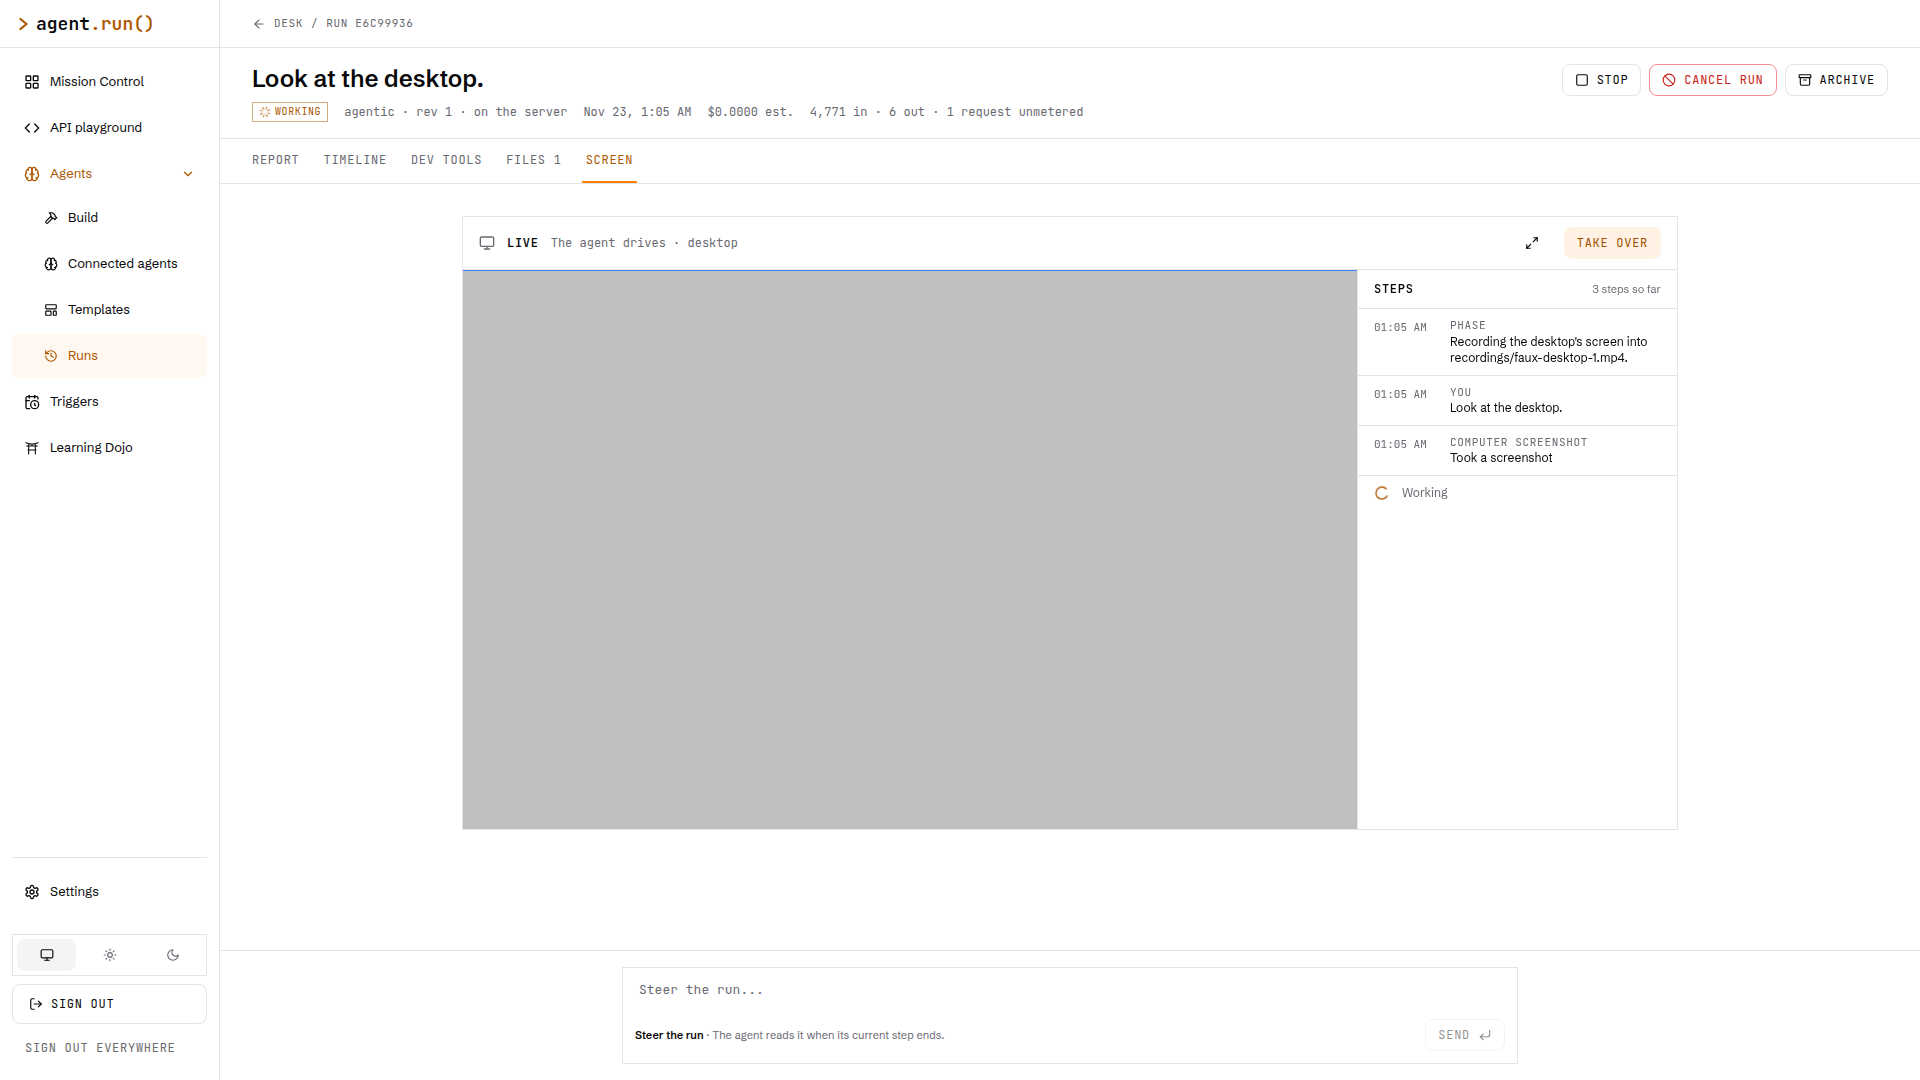 agent.run()
DESK / RUN E6C99936
Mission Control
API playground
Agents
Build
Connected agents
Templates
Runs
Triggers
Learning Dojo
Settings
SIGN OUT
SIGN OUT EVERYWHERE
Look at the desktop.
STOP
CANCEL RUN
ARCHIVE
WORKING agentic · rev 1 · on the server Nov 23, 1:05 AM $0.0000 est. 4,771 in · 6 out · 1 request unmetered
REPORT TIMELINE DEV TOOLS FILES 1 SCREEN
LIVE The agent drives · desktop
TAKE OVER
STEPS 3 steps so far
01:05 AM PHASE
Recording the desktop's screen into
recordings/faux-desktop-1.mp4.
01:05 AM YOU
Look at the desktop.
01:05 AM COMPUTER SCREENSHOT
Took a screenshot
Working
Steer the run...
Steer the run · The agent reads it when its current step ends.
SEND